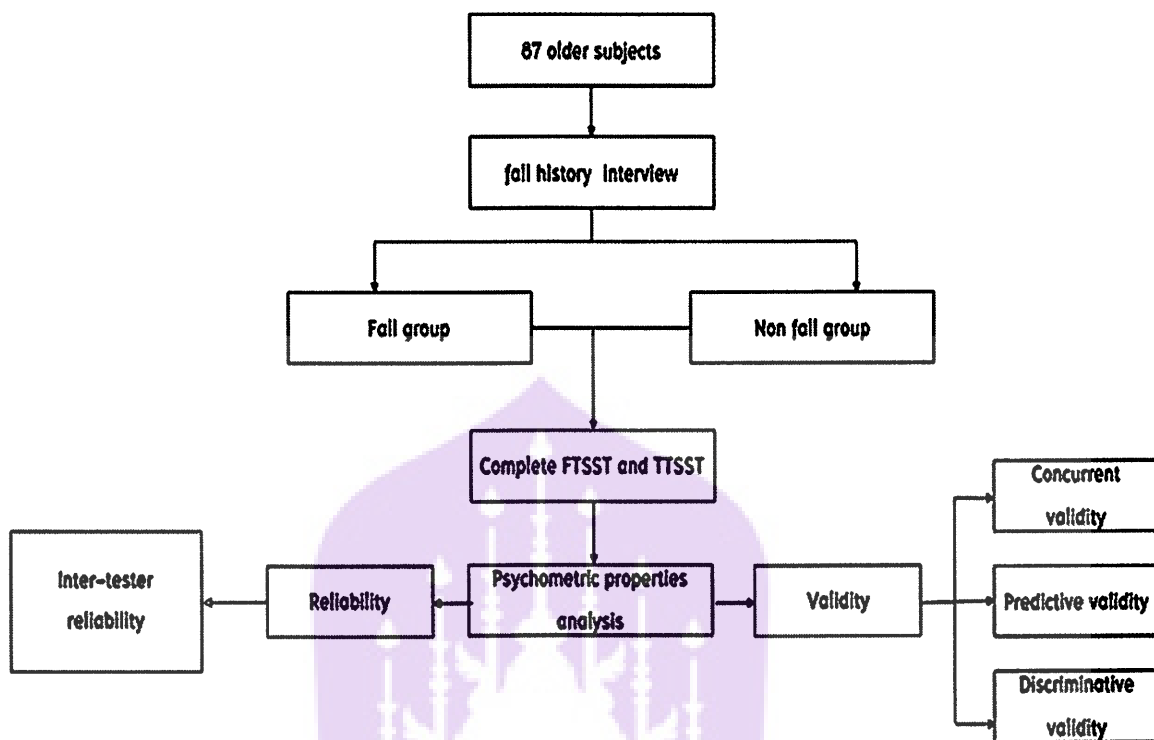 87 older subjects
fall history interview
Fall group
Non fall group
Complete FTSST and TTSST
Concurrent
validity
Inter-tester
reliability
Reliability
Psychometric properties
analysis
Validity
Predictive validity
Discriminative
validity